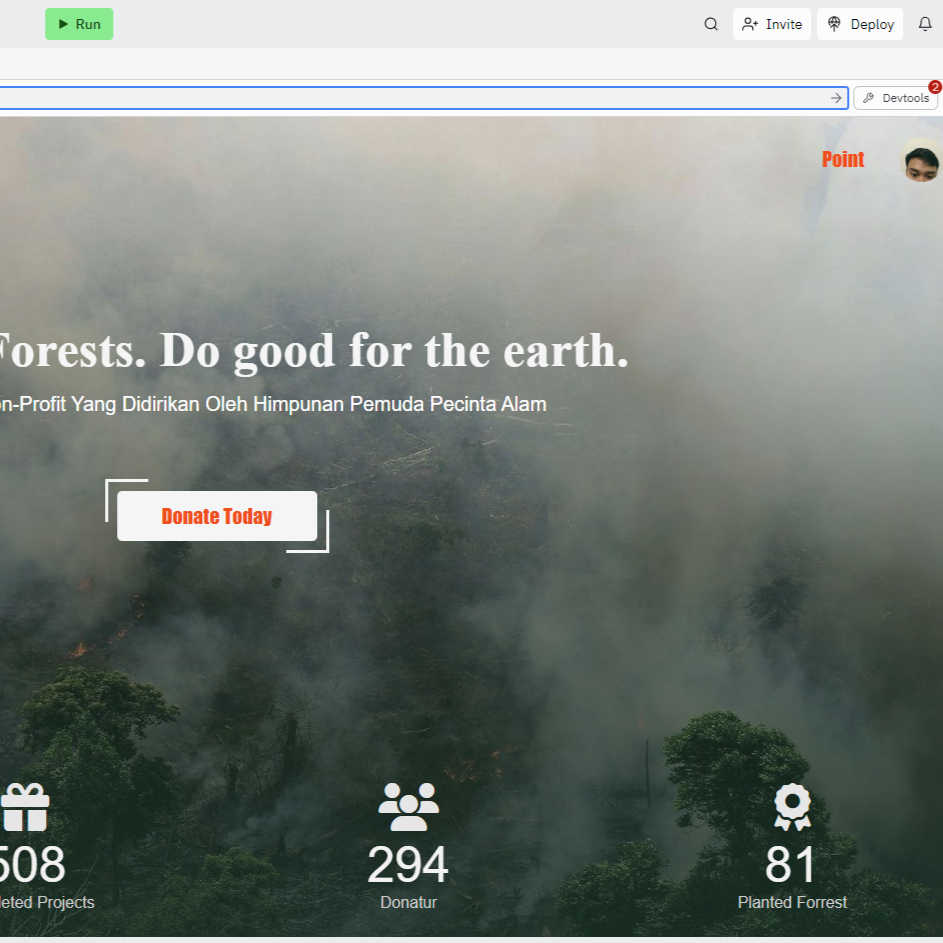 Run
Invite
Deploy
Devtools
2
Point
Forests. Do good for the earth.
n-Profit Yang Didirikan Oleh Himpunan Pemuda Pecinta Alam
Donate Today
508
294
81
eted Projects
Donatur
Planted Forrest